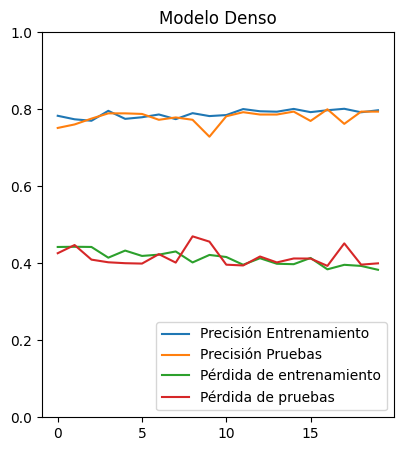 Modelo Denso
1.0
0.8
0.6
0.4
0.2
0.0
0
5
10
15
Precisión Entrenamiento
Precisión Pruebas
Pérdida de entrenamiento
Pérdida de pruebas